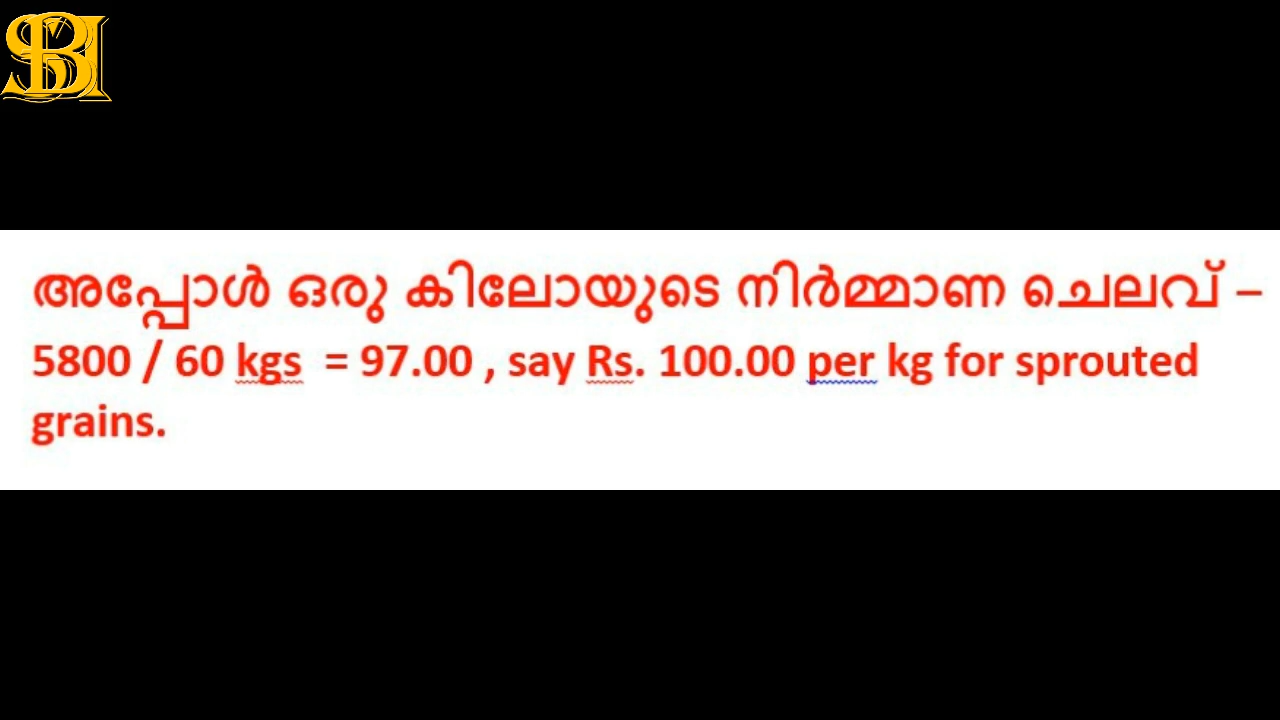 അപ്പോൾ ഒരു കിലോയുടെ നിർമ്മാണ ചെലവ് –
5800 / 60 kgs = 97.00 , say Rs. 100.00 per kg for sprouted
grains.